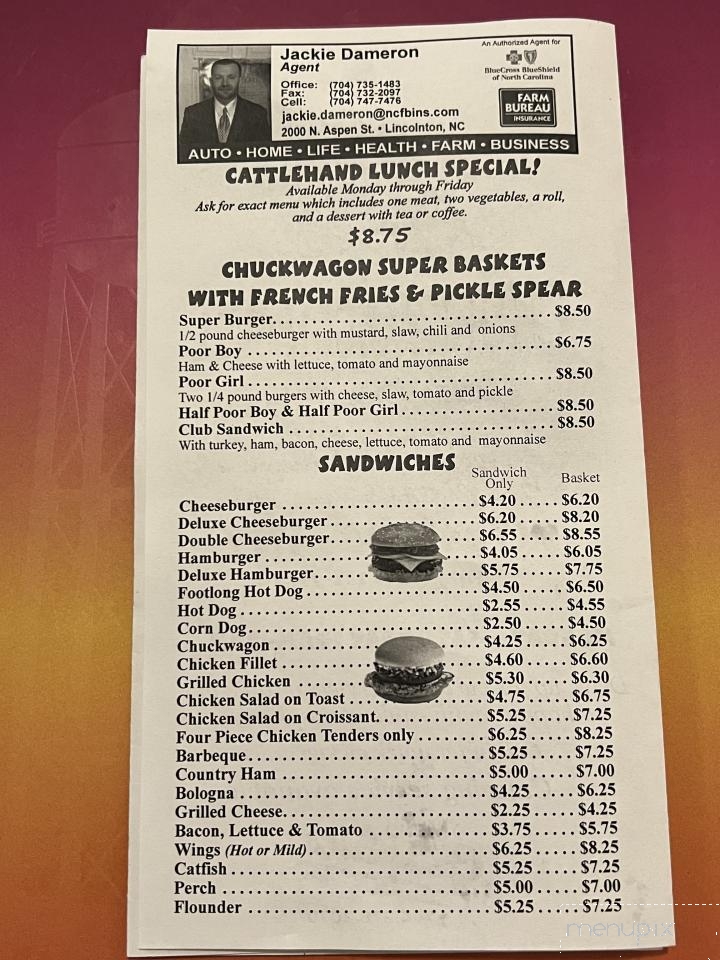 Jackie Dameron
Agent
An Authorized Agent for
BlueCross BlueShield
of North Carolina
Office: (704) 735-1483
Fax: (704) 732-2097
Cell: (704) 747-7476
jackie.dameron@ncfbins.com
2000 N. Aspen St. • Lincolnton, NC
FARM
BUREAU
INSURANCE
AUTO • HOME • LIFE • HEALTH • FARM • BUSINESS
CATTLEHAND LUNCH SPECIAL!
Available Monday through Friday
Ask for exact menu which includes one meat, two vegetables, a roll,
and a dessert with tea or coffee.
$8.75
CHUCKWAGON SUPER BASKETS
WITH FRENCH FRIES & PICKLE SPEAR
Super Burger. . . . . . . . . . $8.50
1/2 pound cheeseburger with mustard, slaw, chili and onions
Poor Boy . . . . . . . . . . $6.75
Ham & Cheese with lettuce, tomato and mayonnaise
Poor Girl . . . . . . . . . . $8.50
Two 1/4 pound burgers with cheese, slaw, tomato and pickle
Half Poor Boy & Half Poor Girl . . . . . . . . . . $8.50
Club Sandwich . . . . . . . . . . $8.50
With turkey, ham, bacon, cheese, lettuce, tomato and mayonnaise
SANDWICHES
Sandwich
Only Basket
Cheeseburger . . . . . . . . . . $4.20 . . . . . $6.20
Deluxe Cheeseburger . . . . . . . . . . $6.20 . . . . . $8.20
Double Cheeseburger . . . . . . . . . . $6.55 . . . . . $8.55
Hamburger . . . . . . . . . . $4.05 . . . . . $6.05
Deluxe Hamburger . . . . . . . . . . $5.75 . . . . . $7.75
Footlong Hot Dog . . . . . . . . . . $4.50 . . . . . $6.50
Hot Dog . . . . . . . . . . $2.55 . . . . . $4.55
Corn Dog . . . . . . . . . . $2.50 . . . . . $4.50
Chuckwagon . . . . . . . . . . $4.25 . . . . . $6.25
Chicken Fillet . . . . . . . . . . $4.60 . . . . . $6.60
Grilled Chicken . . . . . . . . . . $5.30 . . . . . $6.30
Chicken Salad on Toast . . . . . . . . . . $4.75 . . . . . $6.75
Chicken Salad on Croissant. . . . . . . . . . $5.25 . . . . . $7.25
Four Piece Chicken Tenders only . . . . . . . . . . $6.25 . . . . . $8.25
Barbeque . . . . . . . . . . $5.25 . . . . . $7.25
Country Ham . . . . . . . . . . $5.00 . . . . . $7.00
Bologna . . . . . . . . . . $4.25 . . . . . $6.25
Grilled Cheese. . . . . . . . . . $2.25 . . . . . $4.25
Bacon, Lettuce & Tomato . . . . . . . . . . $3.75 . . . . . $5.75
Wings (Hot or Mild) . . . . . . . . . . $6.25 . . . . . $8.25
Catfish . . . . . . . . . . $5.25 . . . . . $7.25
Perch . . . . . . . . . . $5.00 . . . . . $7.00
Flounder . . . . . . . . . . $5.25 . . . . . $7.25
menupix